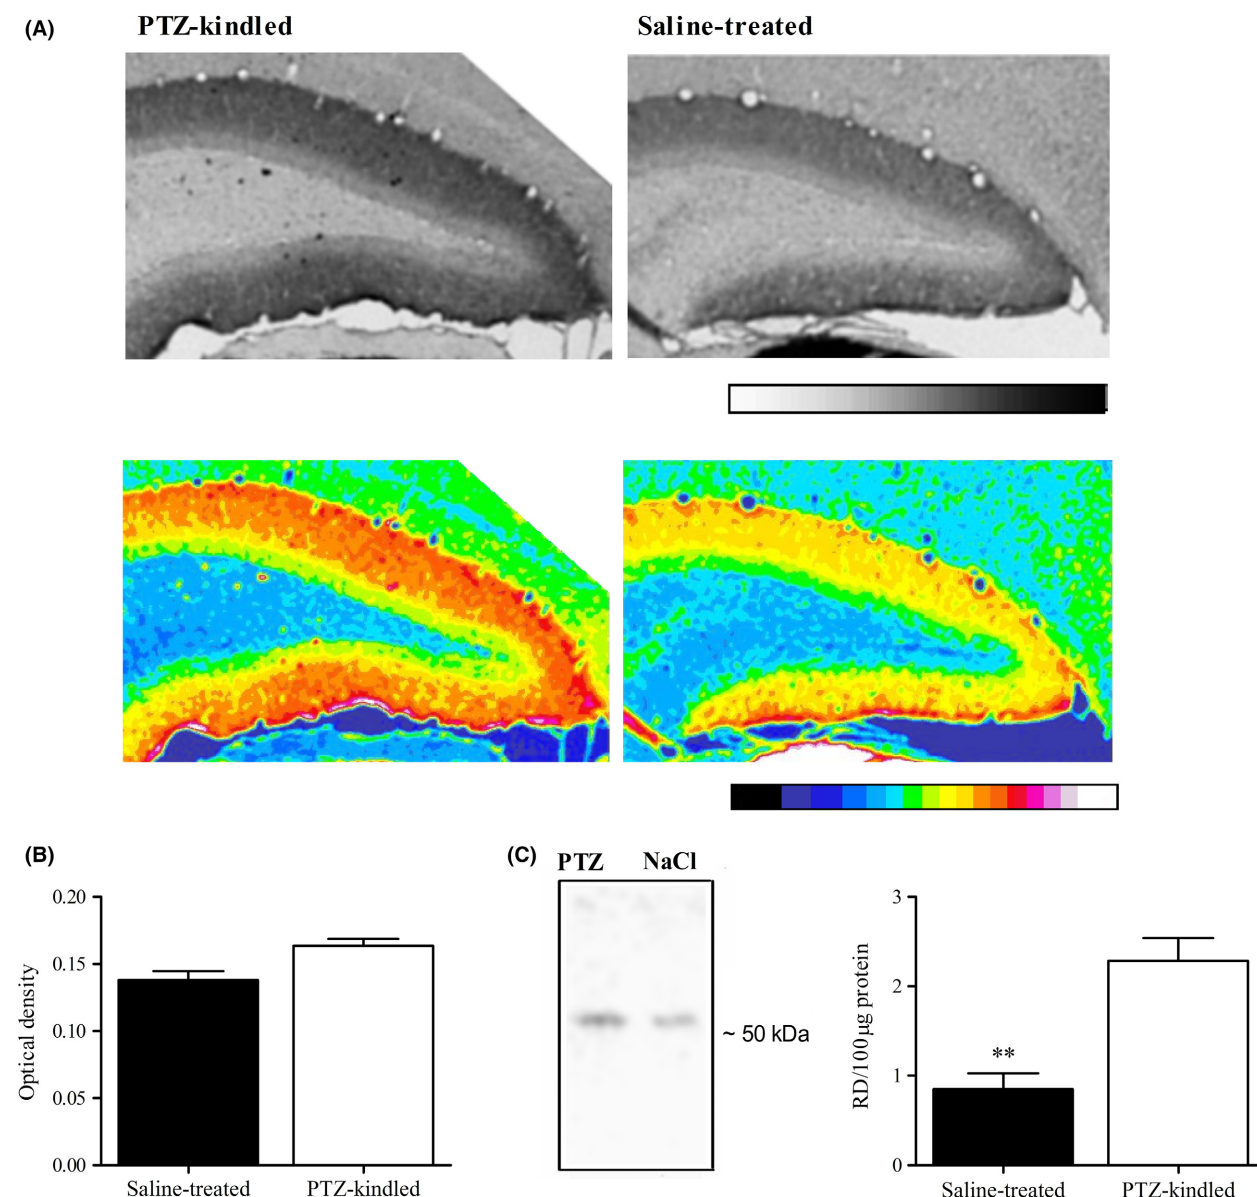 (A)
PTZ-kindled
Saline-treated
(B)
0.20
0.15
0.10
0.05
0.00
Optical density
Saline-treated
PTZ-kindled
(C)
PTZ
NaCl
~ 50 kDa
3
2
1
0
RD/100µg protein
**
Saline-treated
PTZ-kindled